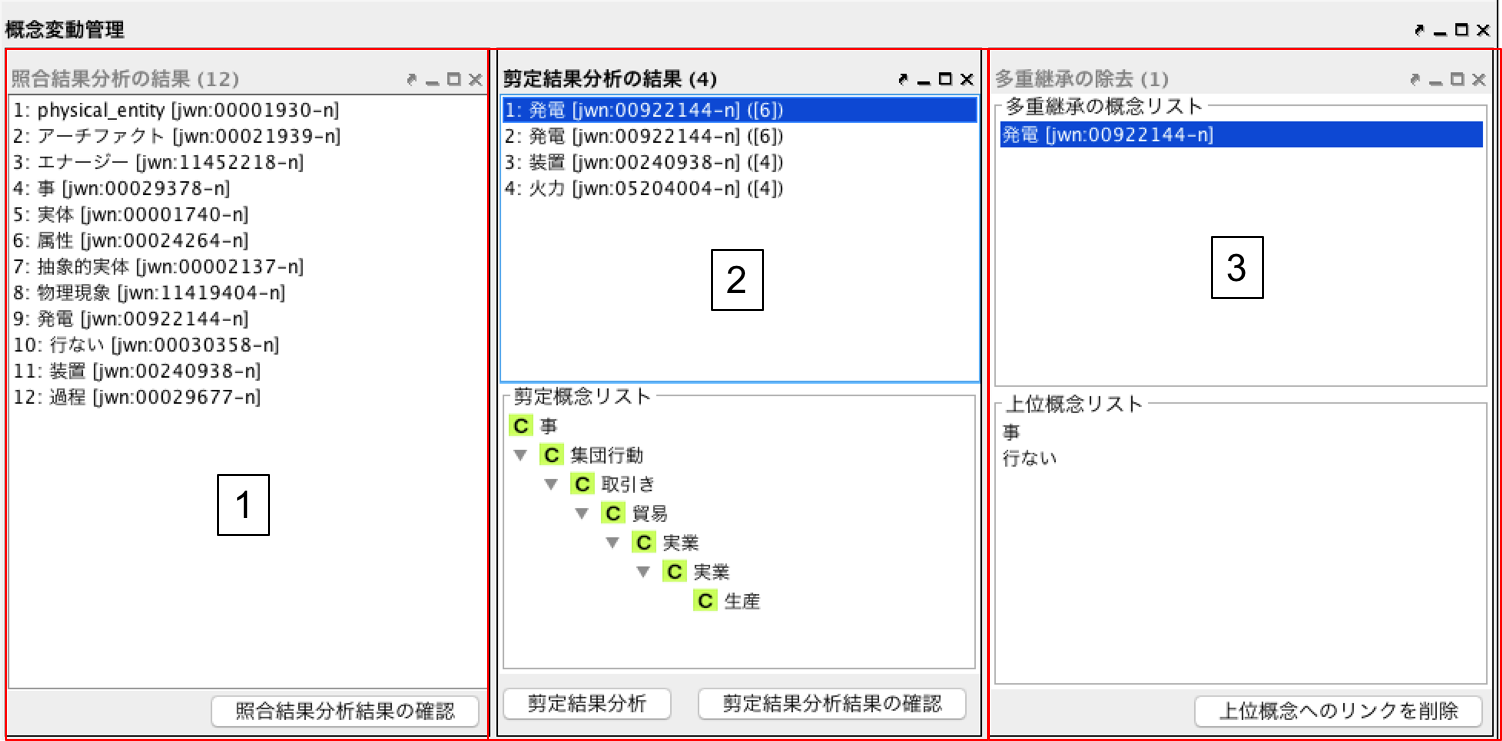 概念変動管理
照合結果分析の結果 (12)
1: physical_entity [jwn:00001930-n]
2: アーチファクト [jwn:00021939-n]
3: エナージー [jwn:11452218-n]
4: 事 [jwn:00029378-n]
5: 実体 [jwn:00001740-n]
6: 属性 [jwn:00024264-n]
7: 抽象的実体 [jwn:00002137-n]
8: 物理現象 [jwn:11419404-n]
9: 発電 [jwn:00922144-n]
10: 行ない [jwn:00030358-n]
11: 装置 [jwn:00240938-n]
12: 過程 [jwn:00029677-n]
1
照合結果分析結果の確認
剪定結果分析の結果 (4)
1: 発電 [jwn:00922144-n] ([6])
2: 発電 [jwn:00922144-n] ([6])
3: 装置 [jwn:00240938-n] ([4])
4: 火力 [jwn:05204004-n] ([4])
2
剪定概念リスト
C 事
C 集団行動
C 取引き
C 貿易
C 実業
C 実業
C 生産
剪定結果分析
剪定結果分析結果の確認
多重継承の除去 (1)
多重継承の概念リスト
発電 [jwn:00922144-n]
3
上位概念リスト
事
行ない
上位概念へのリンクを削除